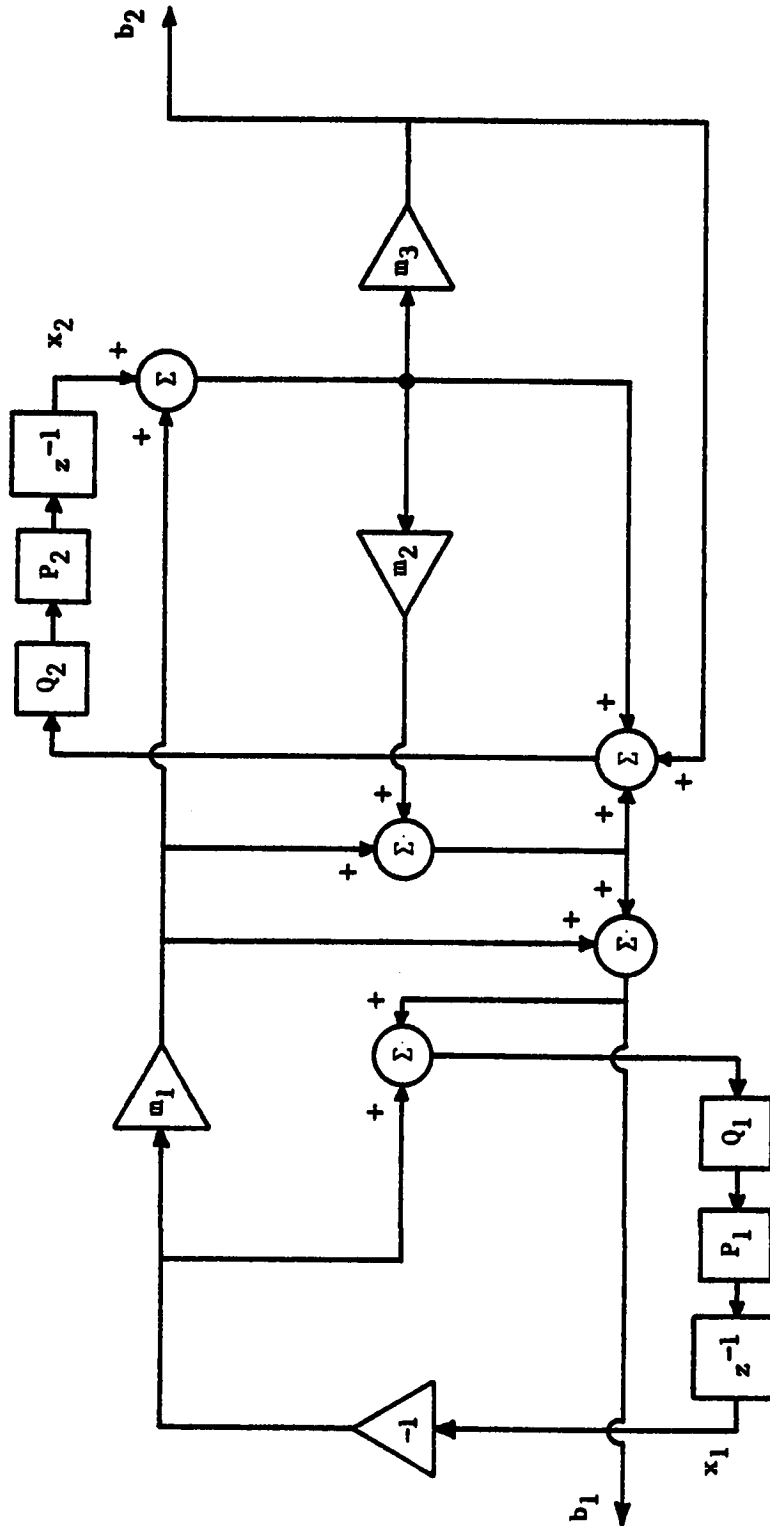 b₂
x₂
+
z⁻¹
Σ
+
P₂
Q₂
m₃
m₂
+
Σ
+
+
+
Σ
+
+
+
Σ
m₁
+
Σ
+
Q₁
P₁
z⁻¹
-1
x₁
b₁